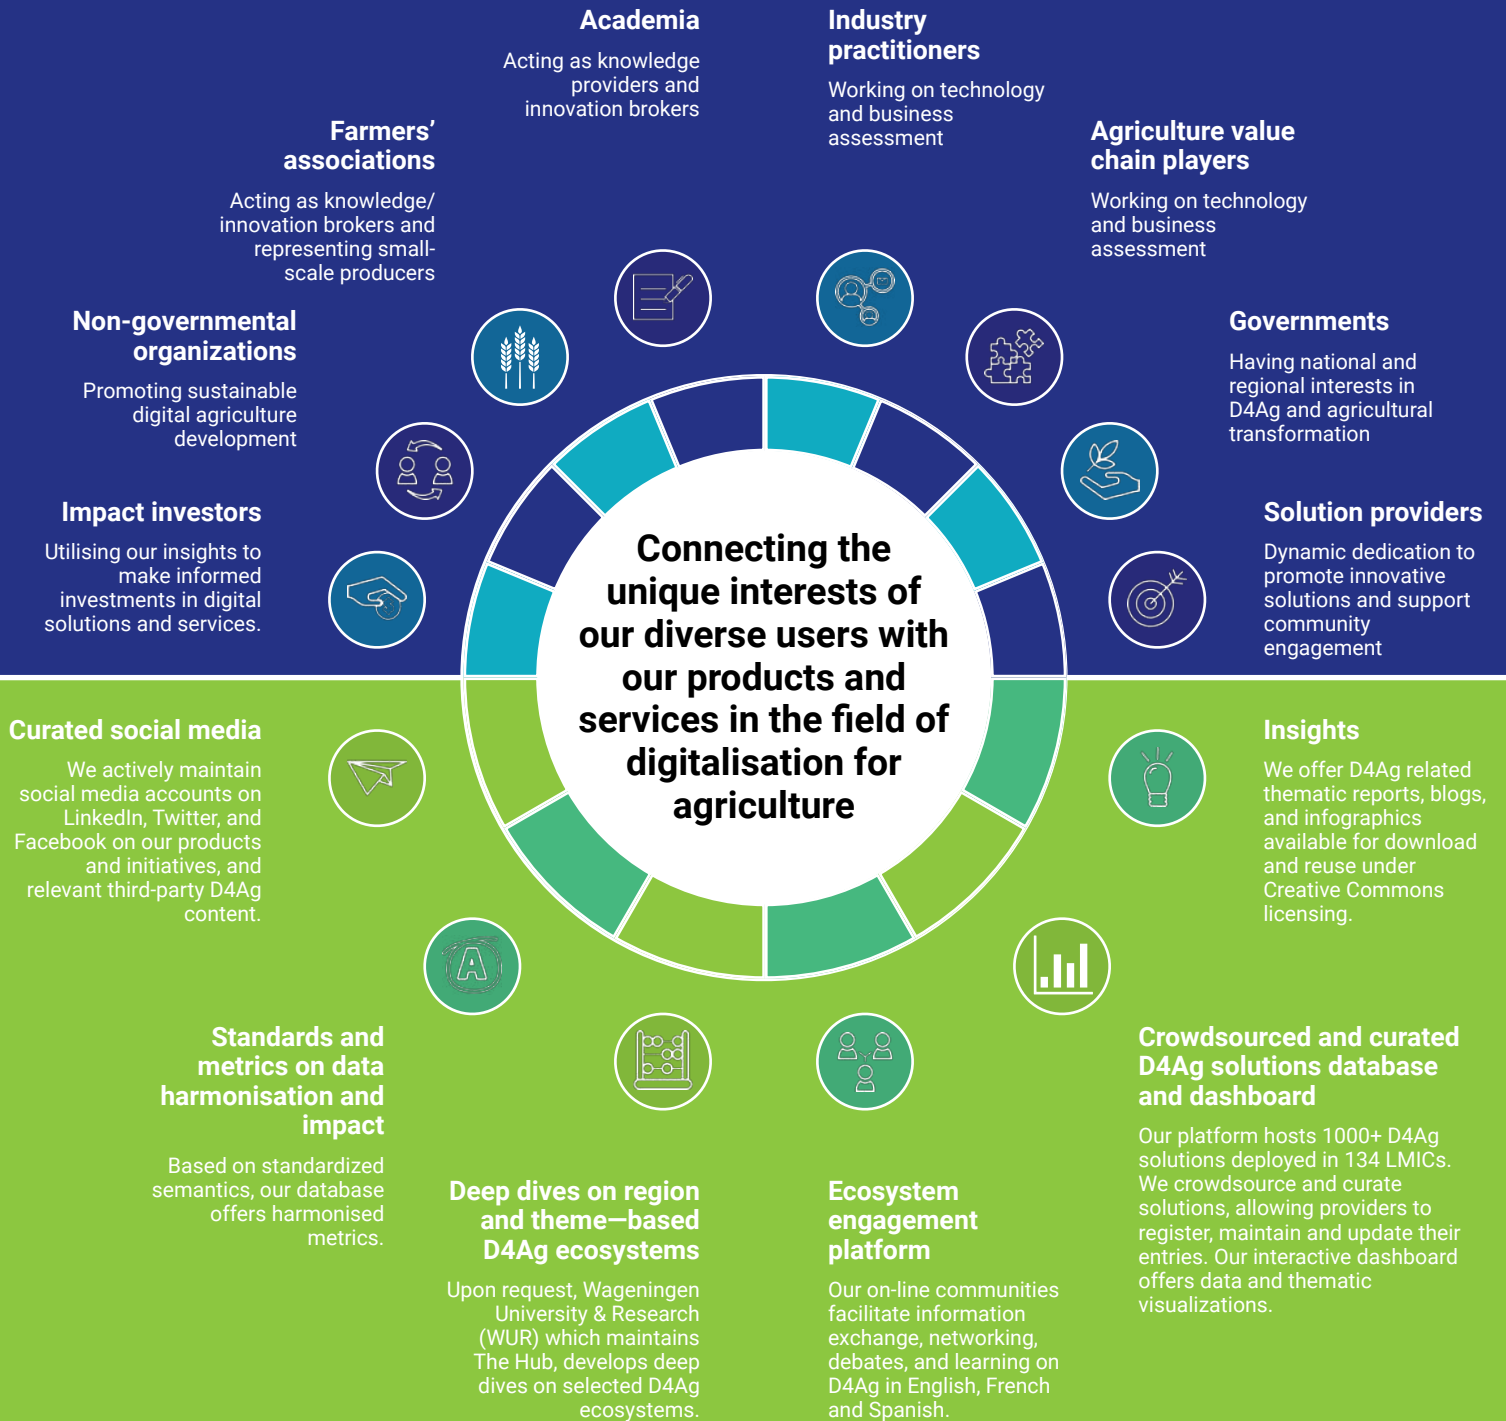 Academia
Acting as knowledge
providers and
innovation brokers
Industry
practitioners
Working on technology
and business
assessment
Farmers’
associations
Acting as knowledge/
innovation brokers and
representing small-
scale producers
Agriculture value
chain players
Working on technology
and business
assessment
Non-governmental
organizations
Promoting sustainable
digital agriculture
development
Governments
Having national and
regional interests in
D4Ag and agricultural
transformation
Impact investors
Utilising our insights to
make informed
investments in digital
solutions and services.
Solution providers
Dynamic dedication to
promote innovative
solutions and support
community
engagement
Connecting the
unique interests of
our diverse users with
our products and
services in the field of
digitalisation for
agriculture
Curated social media
We actively maintain
social media accounts on
LinkedIn, Twitter, and
Facebook on our products
and initiatives, and
relevant third-party D4Ag
content.
Insights
We offer D4Ag related
thematic reports, blogs,
and infographics
available for download
and reuse under
Creative Commons
licensing.
A
Standards and
metrics on data
harmonisation and
impact
Based on standardized
semantics, our database
offers harmonised
metrics.
Deep dives on region
and theme—based
D4Ag ecosystems
Upon request, Wageningen
University & Research
(WUR) which maintains
The Hub, develops deep
dives on selected D4Ag
ecosystems.
Ecosystem
engagement
platform
Our on-line communities
facilitate information
exchange, networking,
debates, and learning on
D4Ag in English, French
and Spanish.
Crowdsourced and curated
D4Ag solutions database
and dashboard
Our platform hosts 1000+ D4Ag
solutions deployed in 134 LMICs.
We crowdsource and curate
solutions, allowing providers to
register, maintain and update their
entries. Our interactive dashboard
offers data and thematic
visualizations.